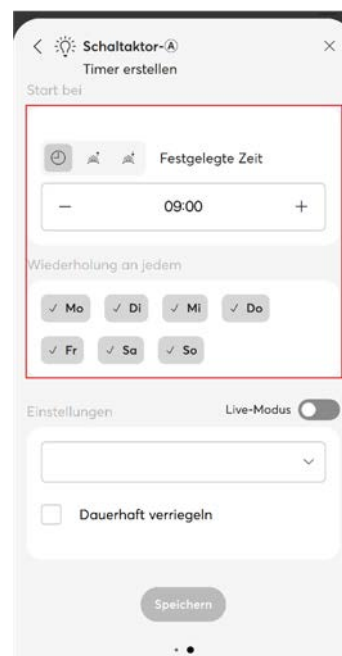 Schaltaktor-Ⓐ
Timer erstellen
Start bei
Festgelegte Zeit
− 09:00 +
Wiederholung an jedem
✓ Mo ✓ Di ✓ Mi ✓ Do
✓ Fr ✓ Sa ✓ So
Einstellungen Live-Modus
Dauerhaft verriegeln
Speichern